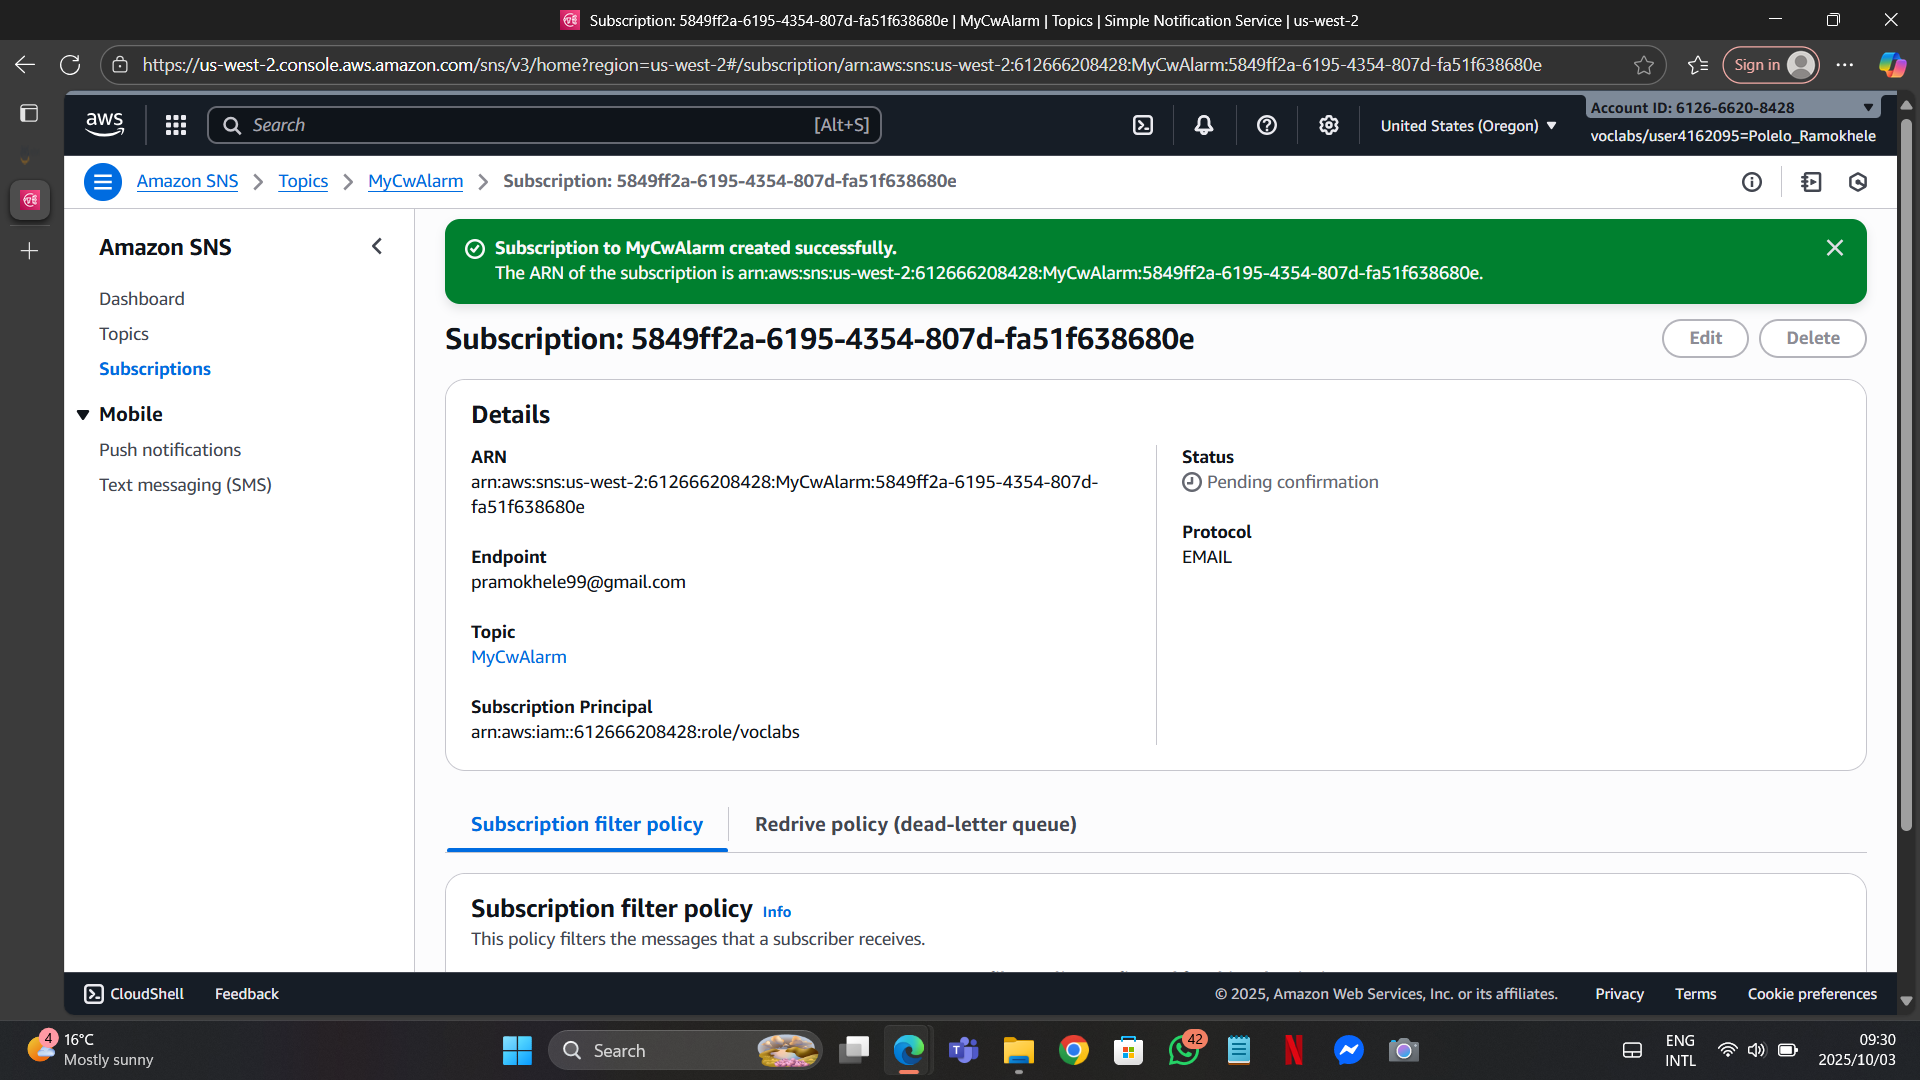 Subscription: 5849ff2a-6195-4354-807d-fa51f638680e | MyCwAlarm | Topics | Simple Notification Service | us-west-2
https://us-west-2.console.aws.amazon.com/sns/v3/home?region=us-west-2#/subscription/arn:aws:sns:us-west-2:612666208428:MyCwAlarm:5849ff2a-6195-4354-807d-fa51f638680e
Sign in
aws
Search
[Alt+S]
United States (Oregon)
Account ID: 6126-6620-8428
voclabs/user4162095=Polelo_Ramokhele
Amazon SNS
Topics
MyCwAlarm
Subscription: 5849ff2a-6195-4354-807d-fa51f638680e
Amazon SNS
Dashboard
Topics
Subscriptions
Mobile
Push notifications
Text messaging (SMS)
Subscription to MyCwAlarm created successfully.
The ARN of the subscription is arn:aws:sns:us-west-2:612666208428:MyCwAlarm:5849ff2a-6195-4354-807d-fa51f638680e.
Subscription: 5849ff2a-6195-4354-807d-fa51f638680e
Edit
Delete
Details
ARN
arn:aws:sns:us-west-2:612666208428:MyCwAlarm:5849ff2a-6195-4354-807d-
fa51f638680e
Endpoint
pramokhele99@gmail.com
Topic
MyCwAlarm
Subscription Principal
arn:aws:iam::612666208428:role/voclabs
Status
Pending confirmation
Protocol
EMAIL
Subscription filter policy
Redrive policy (dead-letter queue)
Subscription filter policy Info
This policy filters the messages that a subscriber receives.
CloudShell
Feedback
© 2025, Amazon Web Services, Inc. or its affiliates.
Privacy
Terms
Cookie preferences
4
16°C
Mostly sunny
Search
42
ENG
INTL
09:30
2025/10/03